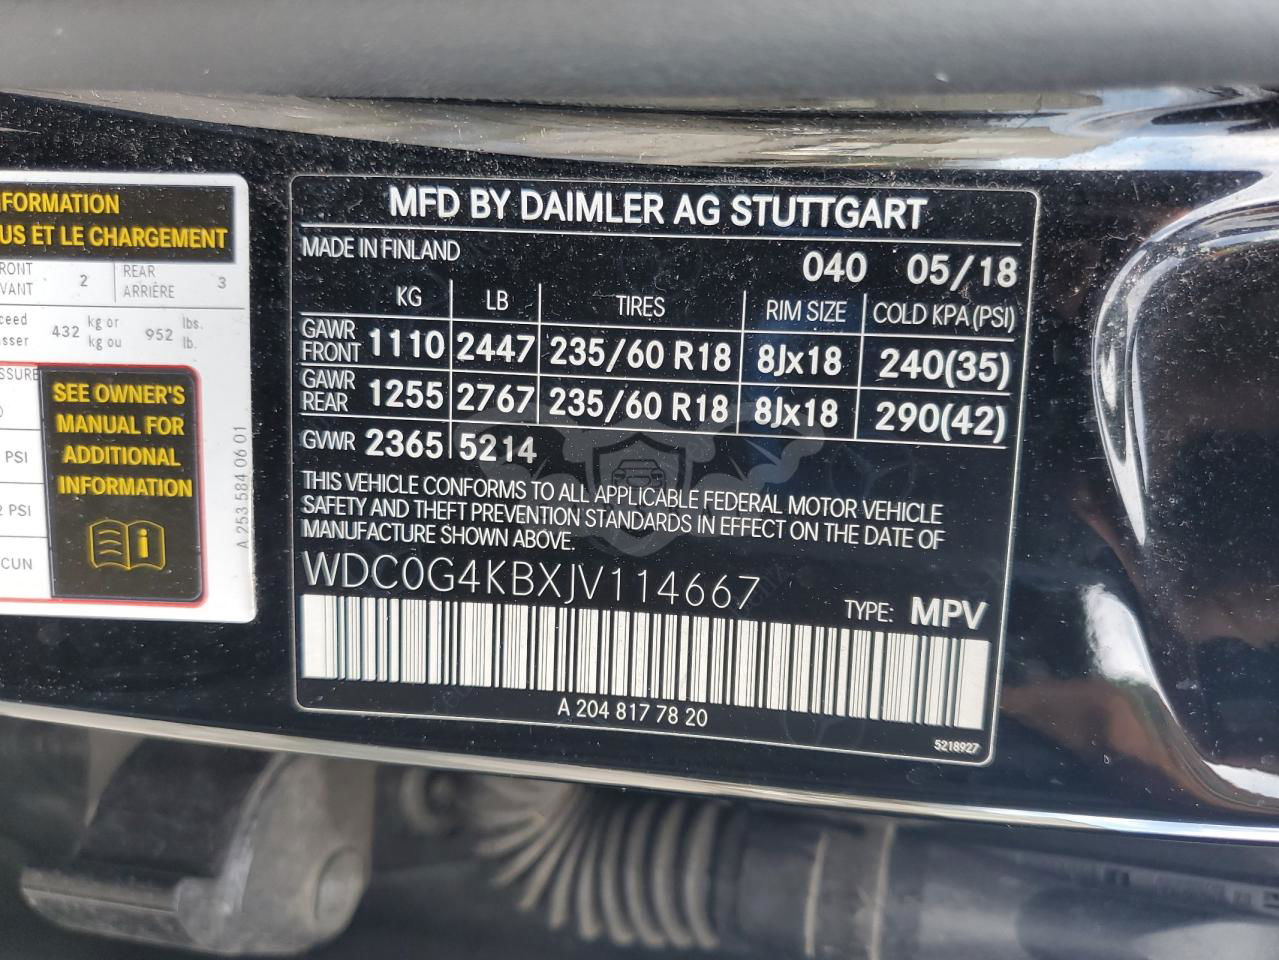 FORMATION
US ET LE CHARGEMENT
RONT
VANT
2
REAR
ARRIÈRE
3
ceed
sser
432
kg or
kg ou
952
lbs.
lb.
SSURE
SEE OWNER'S
MANUAL FOR
ADDITIONAL
INFORMATION
PSI
2 PSI
CUN
A 253 584 06 01
MFD BY DAIMLER AG STUTTGART
MADE IN FINLAND
040 05/18
KG LB TIRES RIM SIZE COLD KPA (PSI)
GAWR
FRONT 1110 2447 235/60 R18 8Jx18 240(35)
GAWR
REAR 1255 2767 235/60 R18 8Jx18 290(42)
GVWR 2365 5214
THIS VEHICLE CONFORMS TO ALL APPLICABLE FEDERAL MOTOR VEHICLE
SAFETY AND THEFT PREVENTION STANDARDS IN EFFECT ON THE DATE OF
MANUFACTURE SHOWN ABOVE.
WDC0G4KBXJV114667
TYPE: MPV
A 204 817 78 20
5218927